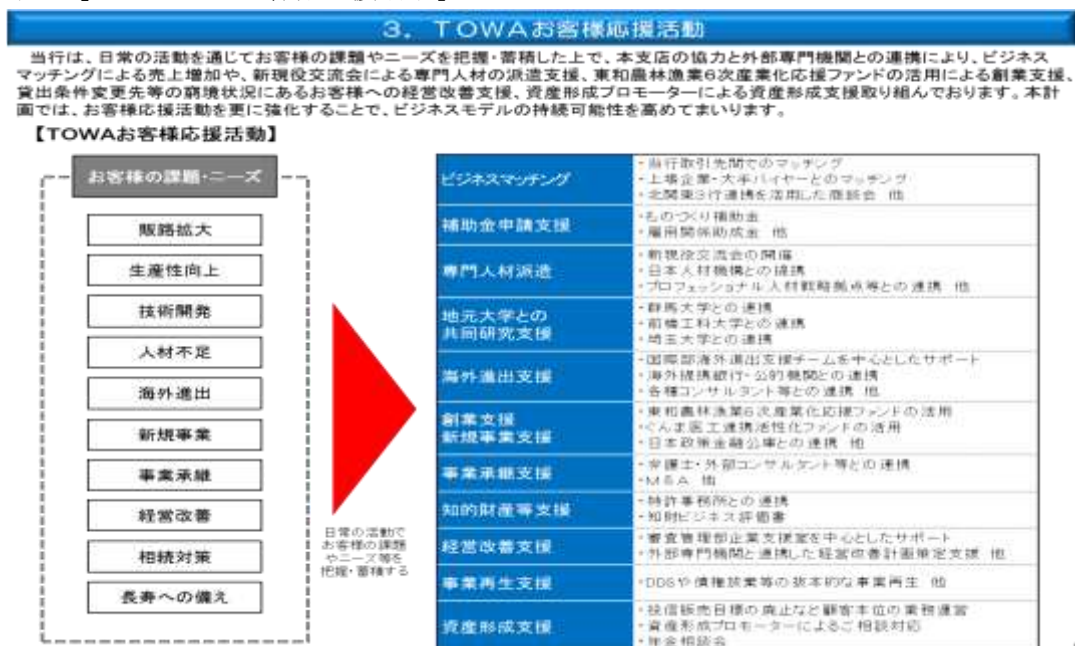 3. TOWAお客様応援活動
当行は、日常の活動を通じてお客様の課題やニーズを把握・蓄積した上で、本支店の協力と外部専門機関との連携により、ビジネス
マッチングによる売上増加や、新現役交流会による専門人材の派遣支援、東和農林漁業6次産業化応援ファンドの活用による創業支援、
貸出条件変更先等の窮境状況にあるお客様への経営改善支援、資産形成プロモーターによる資産形成支援取り組んでおります。本計
画では、お客様応援活動を更に強化することで、ビジネスモデルの持続可能性を高めてまいります。
【TOWAお客様応援活動】
お客様の課題・ニーズ
販路拡大
生産性向上
技術開発
人材不足
海外進出
新規事業
事業承継
経営改善
相続対策
長寿への備え
日常の活動で
お客様の課題
やニーズ等を
把握・蓄積する
ビジネスマッチング
・当行取引先間でのマッチング
・上場企業・大手バイヤーとのマッチング
・北関東3行連携を活用した商談会 他
補助金申請支援
・ものづくり補助金
・雇用関係助成金 他
専門人材派遣
・新現役交流会の開催
・日本人材機構との提携
・プロフェッショナル人材戦略拠点等との連携 他
地元大学との
共同研究支援
・群馬大学との連携
・前橋工科大学との連携
・埼玉大学との連携
海外進出支援
・国際部海外進出支援チームを中心としたサポート
・海外提携銀行・公的機関との連携
・各種コンサルタント等との連携 他
創業支援
新規事業支援
・東和農林漁業6次産業化応援ファンドの活用
・ぐんま医工連携活性化ファンドの活用
・日本政策金融公庫との連携 他
事業承継支援
・弁護士・外部コンサルタント等との連携
・M&A 他
知的財産等支援
・特許事務所との連携
・知財ビジネス評価書
経営改善支援
・審査管理部企業支援室を中心としたサポート
・外部専門機関と連携した経営改善計画策定支援 他
事業再生支援
・DDSや債権放棄等の抜本的な事業再生 他
資産形成支援
・投信販売目標の廃止など顧客本位の業務運営
・資産形成プロモーターによるご相談対応
・年金相談会